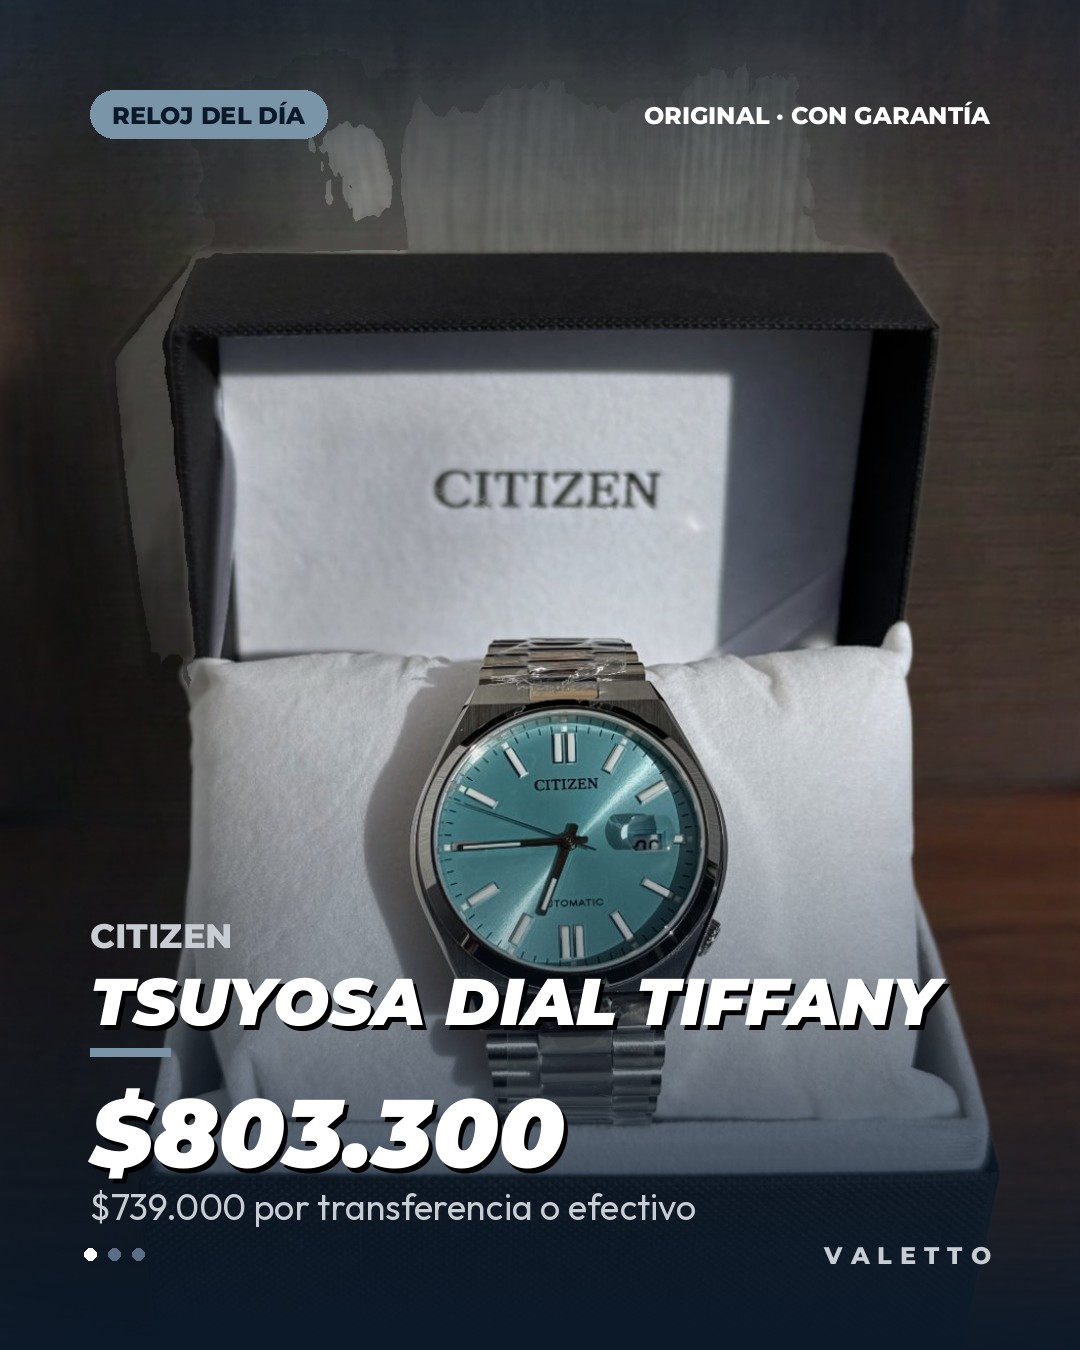 RELOJ DEL DÍA
ORIGINAL · CON GARANTÍA
CITIZEN
CITIZEN
AUTOMATIC
CITIZEN
TSUYOSA DIAL TIFFANY
$803.300
$739.000 por transferencia o efectivo
VALETTO